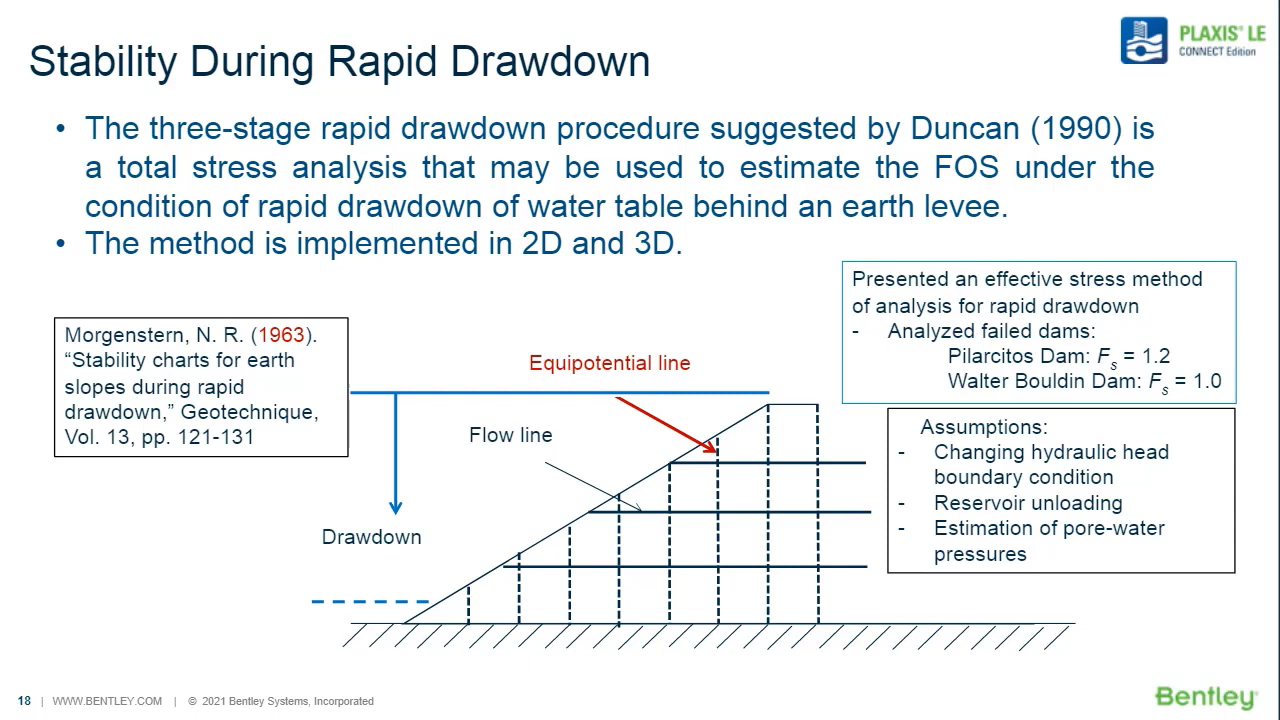 Stability During Rapid Drawdown
PLAXIS® LE
CONNECT Edition
• The three-stage rapid drawdown procedure suggested by Duncan (1990) is
a total stress analysis that may be used to estimate the FOS under the
condition of rapid drawdown of water table behind an earth levee.
• The method is implemented in 2D and 3D.
Morgenstern, N. R. (1963).
“Stability charts for earth
slopes during rapid
drawdown,” Geotechnique,
Vol. 13, pp. 121-131
Equipotential line
Flow line
Drawdown
Presented an effective stress method
of analysis for rapid drawdown
- Analyzed failed dams:
Pilarcitos Dam: Fs = 1.2
Walter Bouldin Dam: Fs = 1.0
Assumptions:
- Changing hydraulic head
boundary condition
- Reservoir unloading
- Estimation of pore-water
pressures
18 | WWW.BENTLEY.COM | © 2021 Bentley Systems, Incorporated
Bentley